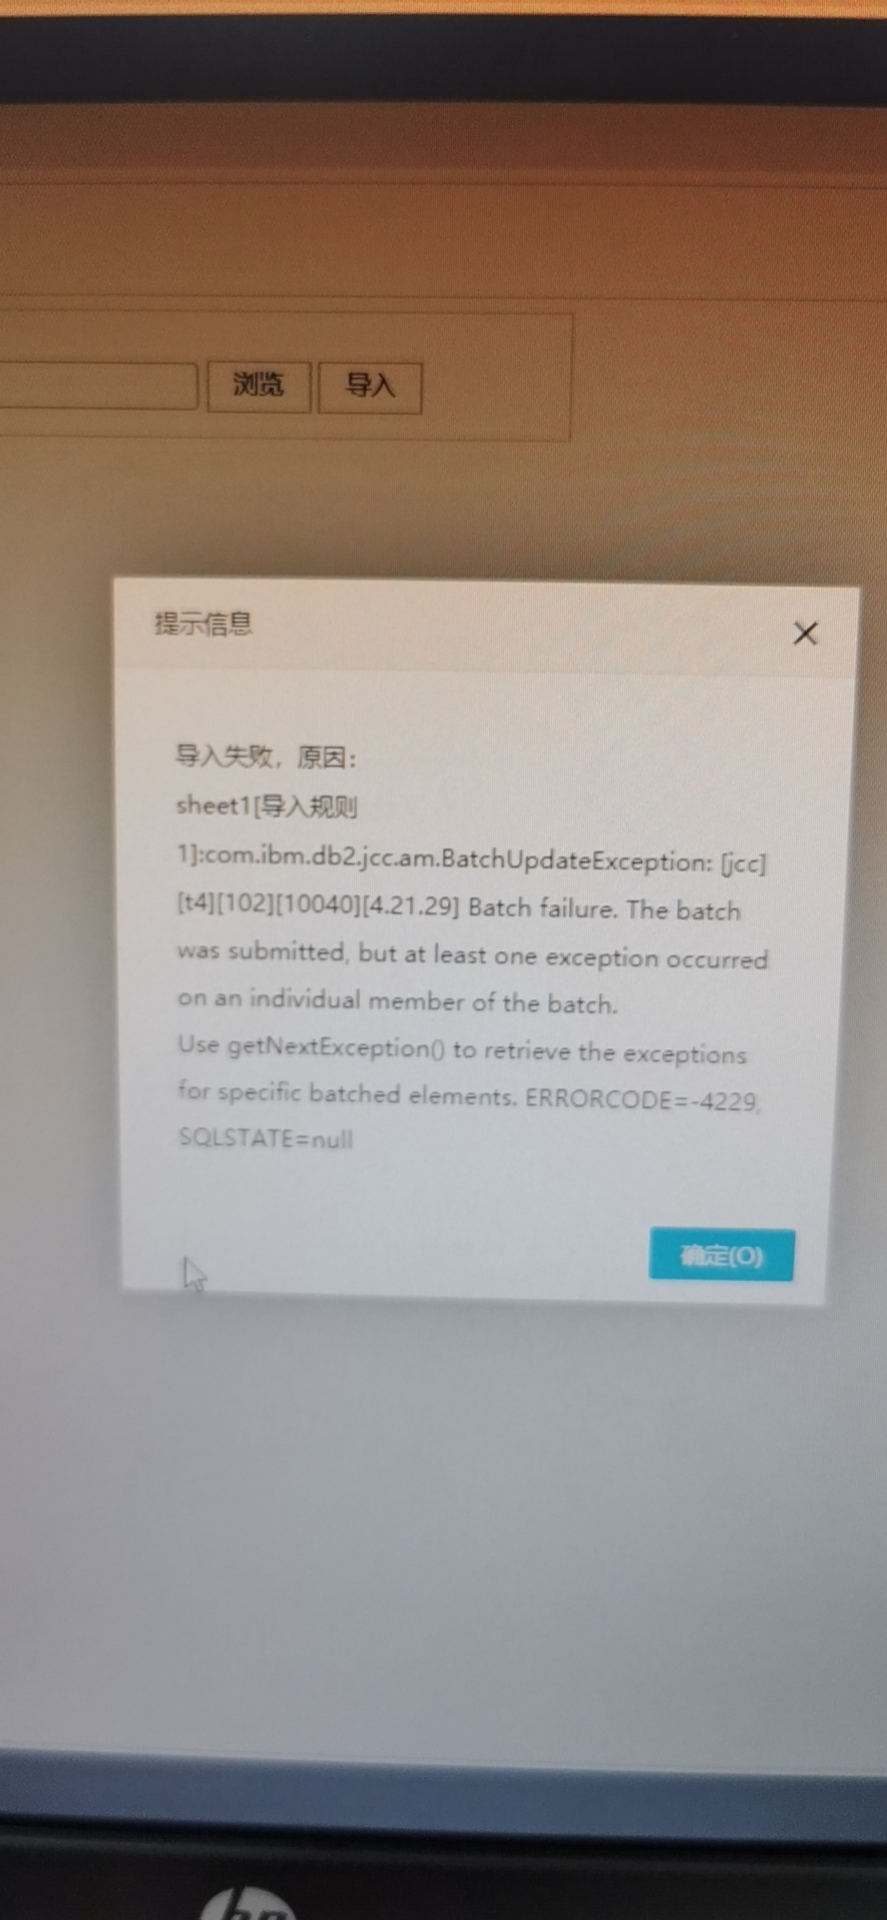 浏览 导入
提示信息
导入失败，原因：
sheet1[导入规则
1]:com.ibm.db2.jcc.am.BatchUpdateException: [jcc]
[t4][102][10040][4.21.29] Batch failure. The batch
was submitted, but at least one exception occurred
on an individual member of the batch.
Use getNextException() to retrieve the exceptions
for specific batched elements. ERRORCODE=-4229,
SQLSTATE=null
确定(O)
hp